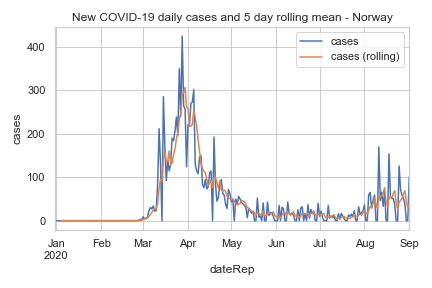 New COVID-19 daily cases and 5 day rolling mean - Norway
cases
cases (rolling)
400
300
200
100
0
cases
Jan Feb Mar Apr May Jun Jul Aug Sep
2020
dateRep